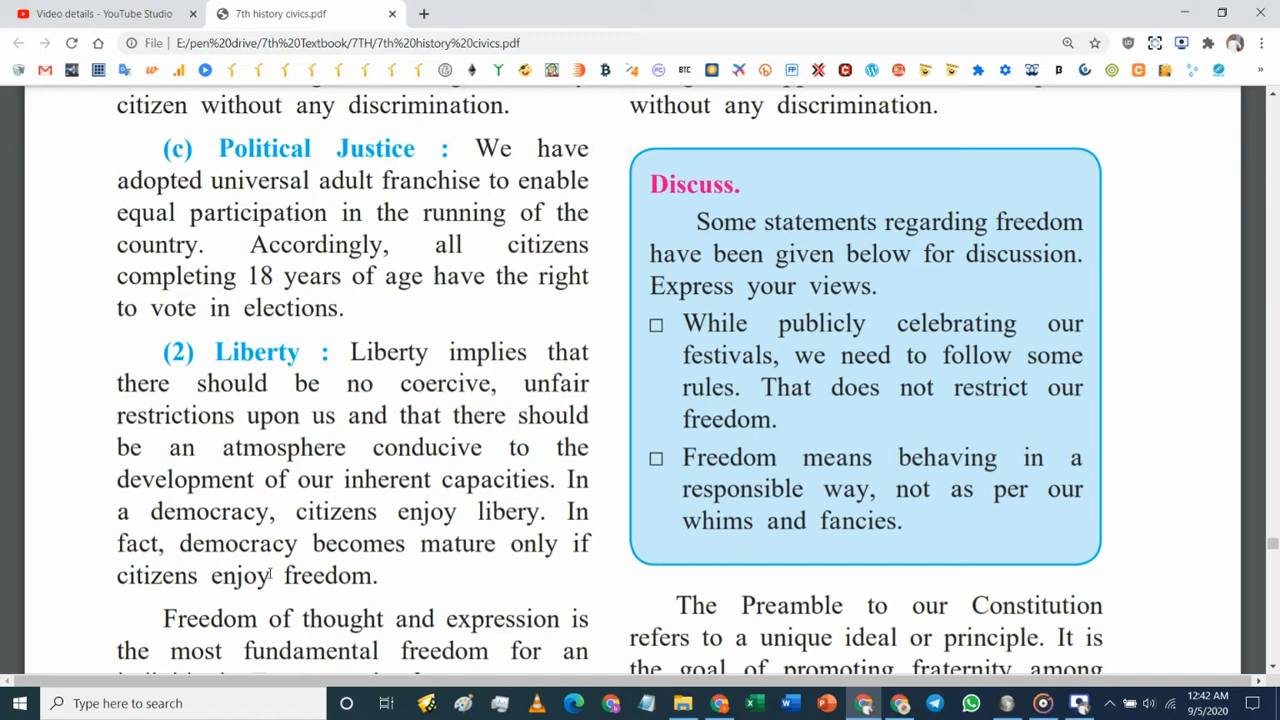 Video details - YouTube Studio
7th history civics.pdf
File E:/pen%20drive/7th%20Textbook/7TH/7th%20history%20civics.pdf
citizen without any discrimination.
(c) Political Justice : We have
adopted universal adult franchise to enable
equal participation in the running of the
country. Accordingly, all citizens
completing 18 years of age have the right
to vote in elections.
(2) Liberty : Liberty implies that
there should be no coercive, unfair
restrictions upon us and that there should
be an atmosphere conducive to the
development of our inherent capacities. In
a democracy, citizens enjoy libery. In
fact, democracy becomes mature only if
citizens enjoy freedom.
Freedom of thought and expression is
the most fundamental freedom for an
without any discrimination.
Discuss.
Some statements regarding freedom
have been given below for discussion.
Express your views.
While publicly celebrating our
festivals, we need to follow some
rules. That does not restrict our
freedom.
Freedom means behaving in a
responsible way, not as per our
whims and fancies.
The Preamble to our Constitution
refers to a unique ideal or principle. It is
the goal of promoting fraternity among
Type here to search
12:42 AM
9/5/2020